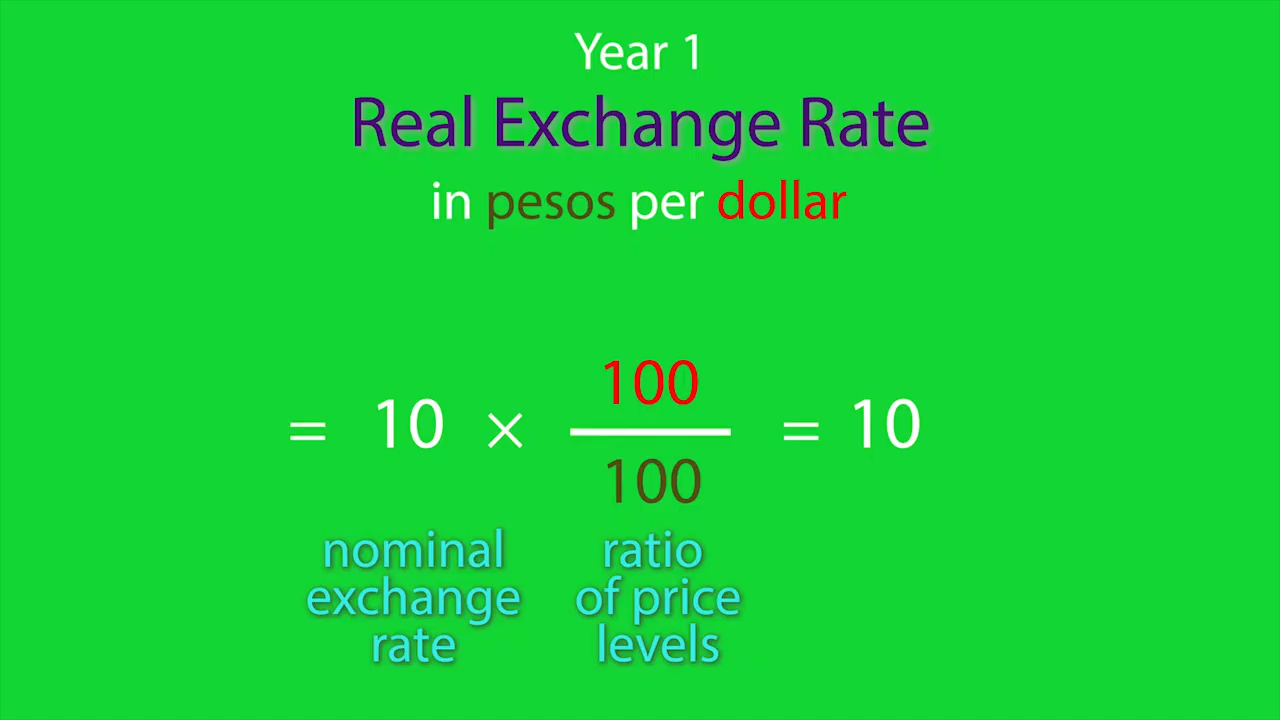 Year 1
Real Exchange Rate
in pesos per dollar
= 10 × 100/100 = 10
nominal exchange rate
ratio of price levels